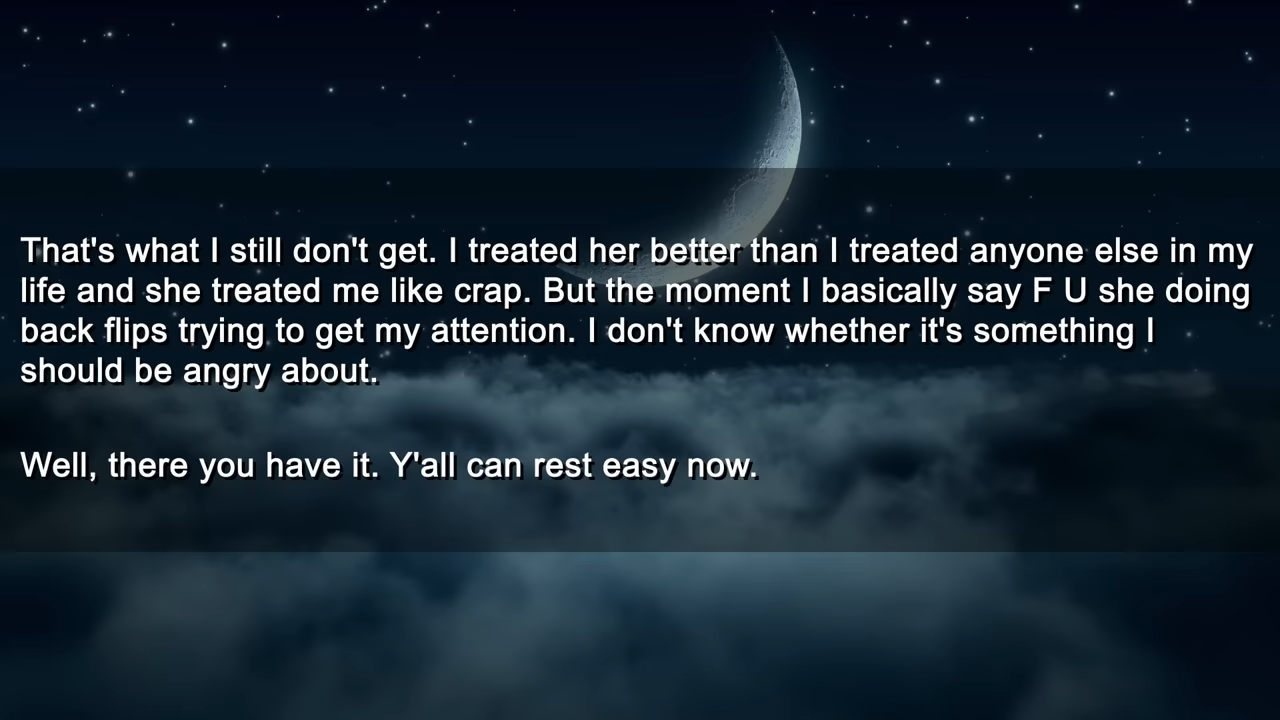 That's what I still don't get. I treated her better than I treated anyone else in my
life and she treated me like crap. But the moment I basically say F U she doing
back flips trying to get my attention. I don't know whether it's something I
should be angry about.
Well, there you have it. Y'all can rest easy now.